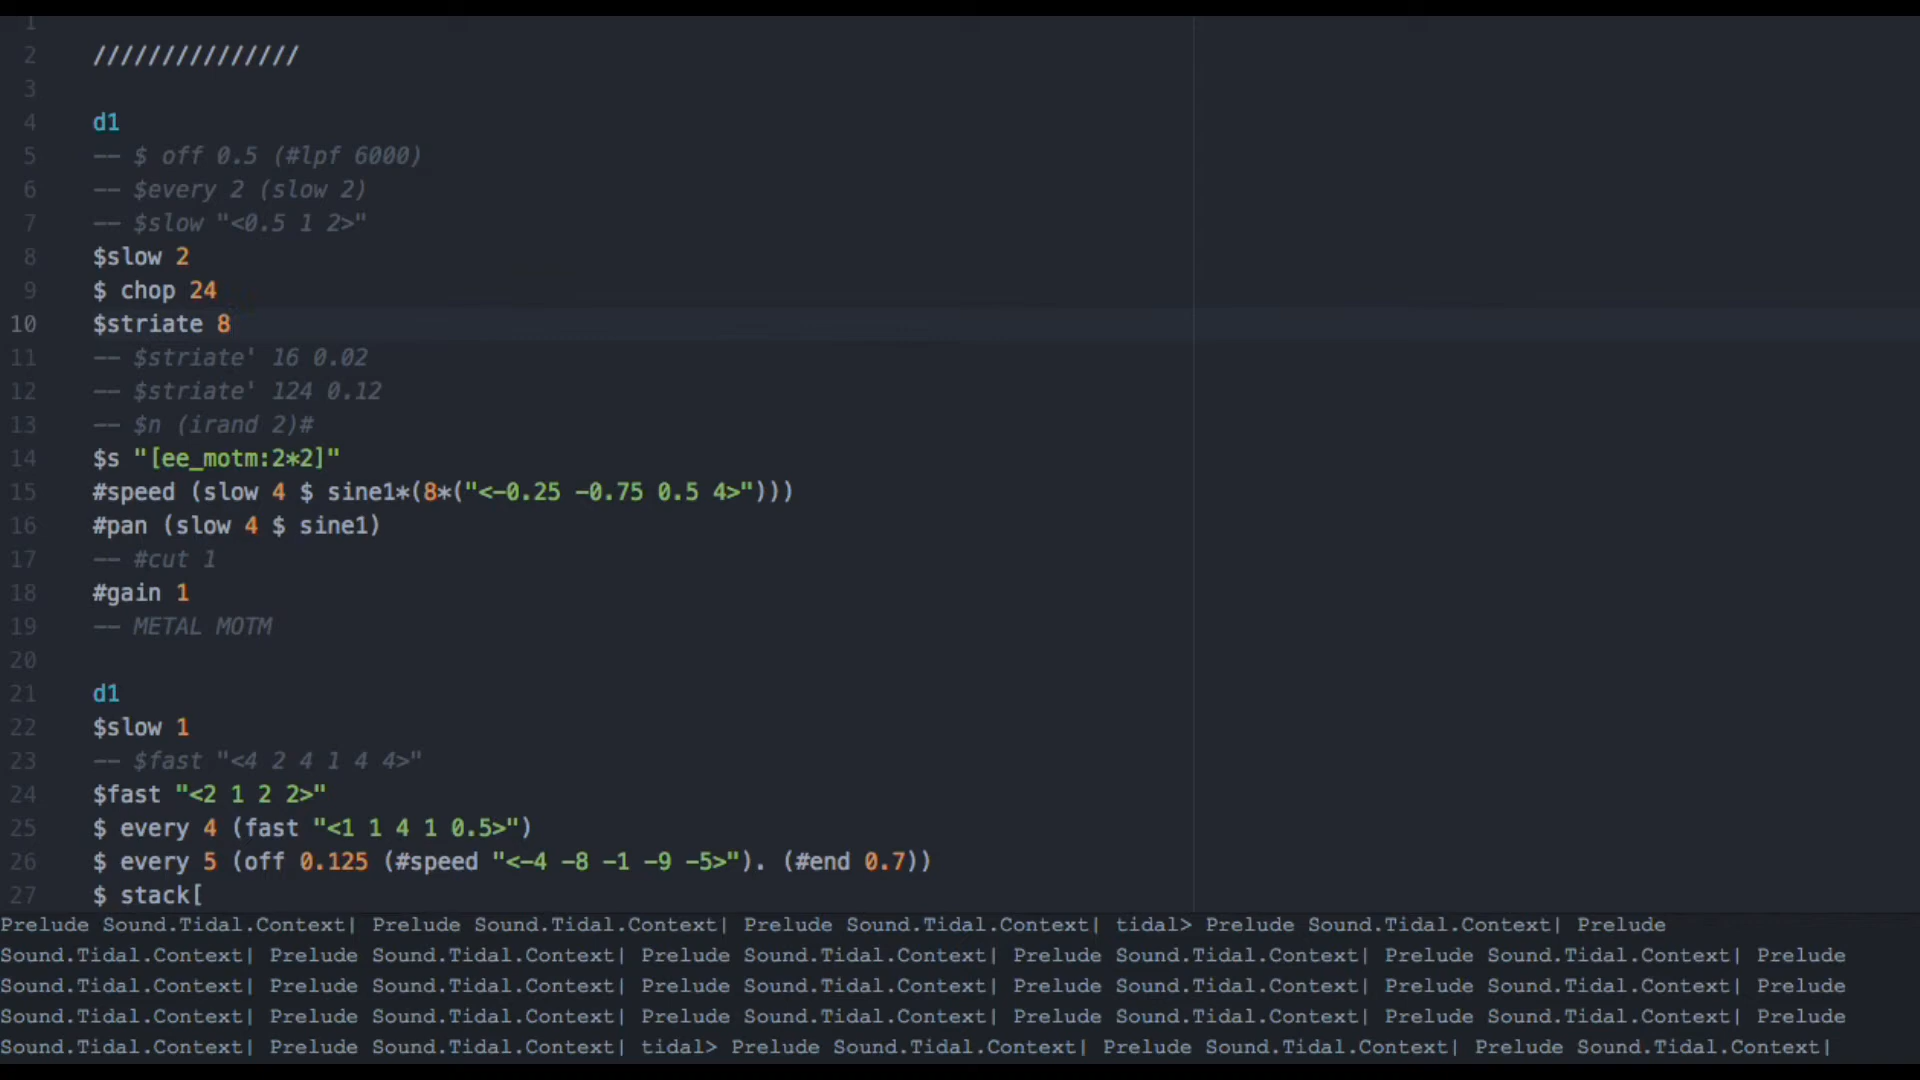 1
2 ///////////////
3
4 d1
5 -- $ off 0.5 (#lpf 6000)
6 -- $every 2 (slow 2)
7 -- $slow "<0.5 1 2>"
8 $slow 2
9 $ chop 24
10 $striate 8
11 -- $striate' 16 0.02
12 -- $striate' 124 0.12
13 -- $n (irand 2)#
14 $s "[ee_motm:2*2]"
15 #speed (slow 4 $ sine1*(8*("<-0.25 -0.75 0.5 4>")))
16 #pan (slow 4 $ sine1)
17 -- #cut 1
18 #gain 1
19 -- METAL MOTM
20
21 d1
22 $slow 1
23 -- $fast "<4 2 4 1 4 4>"
24 $fast "<2 1 2 2>"
25 $ every 4 (fast "<1 1 4 1 0.5>")
26 $ every 5 (off 0.125 (#speed "<-4 -8 -1 -9 -5>"). (#end 0.7))
27 $ stack[
Prelude Sound.Tidal.Context| Prelude Sound.Tidal.Context| Prelude Sound.Tidal.Context| tidal> Prelude Sound.Tidal.Context| Prelude
Sound.Tidal.Context| Prelude Sound.Tidal.Context| Prelude Sound.Tidal.Context| Prelude Sound.Tidal.Context| Prelude Sound.Tidal.Context| Prelude
Sound.Tidal.Context| Prelude Sound.Tidal.Context| Prelude Sound.Tidal.Context| Prelude Sound.Tidal.Context| Prelude Sound.Tidal.Context| Prelude
Sound.Tidal.Context| Prelude Sound.Tidal.Context| Prelude Sound.Tidal.Context| Prelude Sound.Tidal.Context| Prelude Sound.Tidal.Context| Prelude
Sound.Tidal.Context| Prelude Sound.Tidal.Context| tidal> Prelude Sound.Tidal.Context| Prelude Sound.Tidal.Context| Prelude Sound.Tidal.Context|